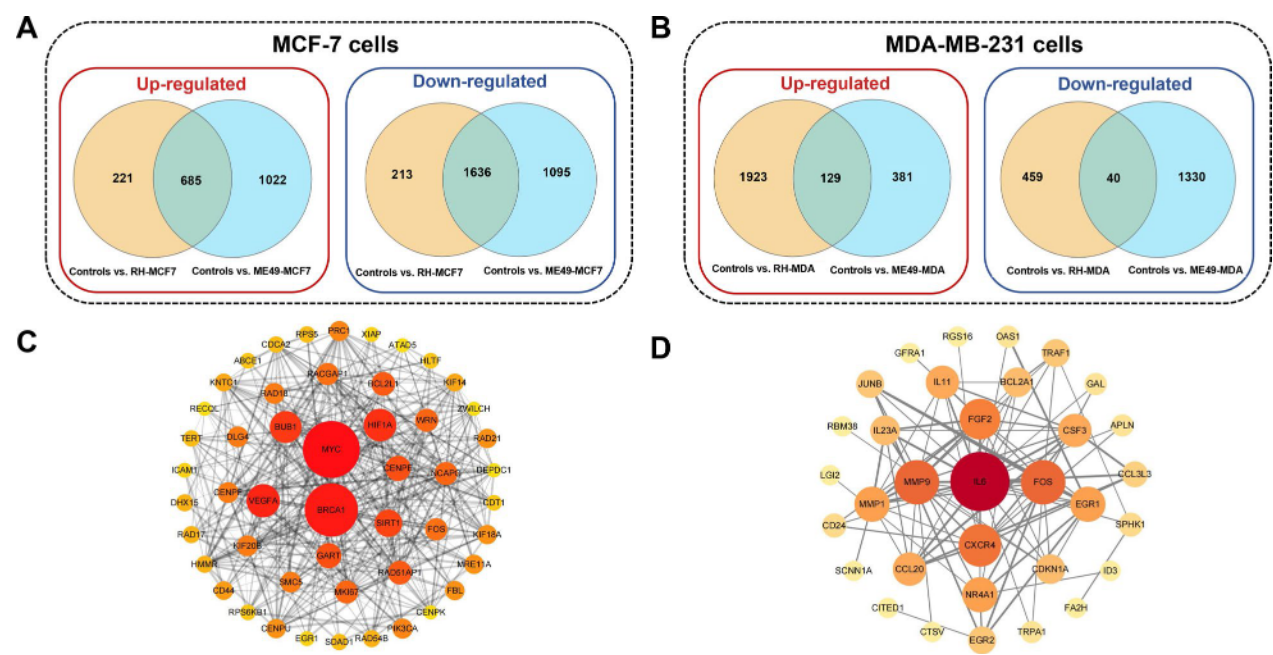 A
MCF-7 cells
Up-regulated
221
685
1022
Controls vs. RH-MCF7
Controls vs. ME49-MCF7
Down-regulated
213
1636
1095
Controls vs. RH-MCF7
Controls vs. ME49-MCF7
B
MDA-MB-231 cells
Up-regulated
1923
129
381
Controls vs. RH-MDA
Controls vs. ME49-MDA
Down-regulated
459
40
1330
Controls vs. RH-MDA
Controls vs. ME49-MDA
C
PRC1
RPS5
XIAP
CDCA2
ATAD5
ABCE1
HLTF
KNTC1
RACGAP1
BCL2L1
KIF14
RAD18
RECQL
ZWILCH
BUB1
HIF1A
WRN
TERT
DLG4
MYC
RAD21
ICAM1
CENPE
NCAPG
DEPDC1
DHX15
CENPF
VEGFA
BRCA1
CDT1
RAD17
SIRT1
FOS
KIF18A
KIF20B
GART
HMMR
RAD51AP1
MRE11A
CD44
SMC5
MKI67
FBL
RPS6KB1
CENPK
CENPU
EGR1
SDAD1
RAD54B
PIK3CA
D
RGS16
OAS1
GFRA1
TRAF1
JUNB
IL11
BCL2A1
GAL
RBM38
IL23A
FGF2
CSF3
APLN
LGI2
MMP9
IL6
FOS
CCL3L3
MMP1
EGR1
CD24
SPHK1
CXCR4
SCNN1A
CCL20
CDKN1A
ID3
NR4A1
CITED1
FA2H
CTSV
EGR2
TRPA1